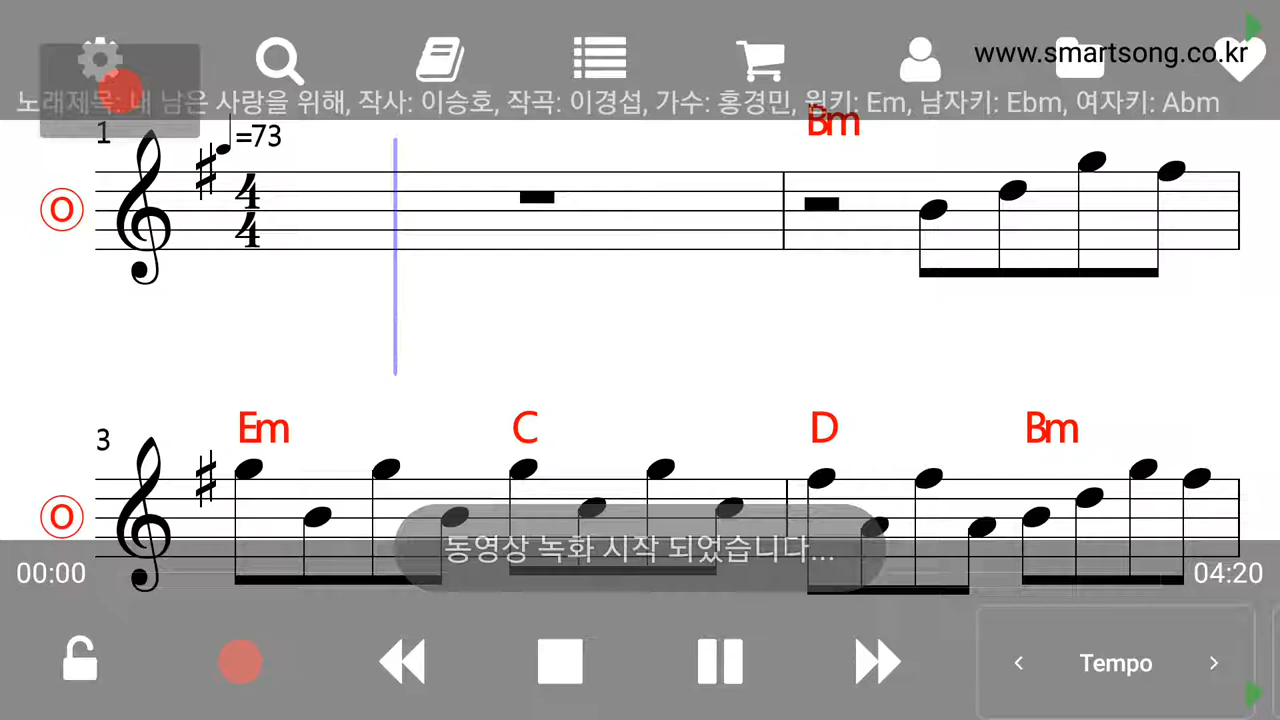 www.smartsong.co.kr
노래제목: 내 남은 사랑을 위해, 작사: 이승호, 작곡: 이경섭, 가수: 홍경민, 원키: Em, 남자키: Ebm, 여자키: Abm
1 =73 Bm
O 4 4
Em C D Bm
3
O
동영상 녹화 시작 되었습니다...
00:00 04:20
< Tempo >